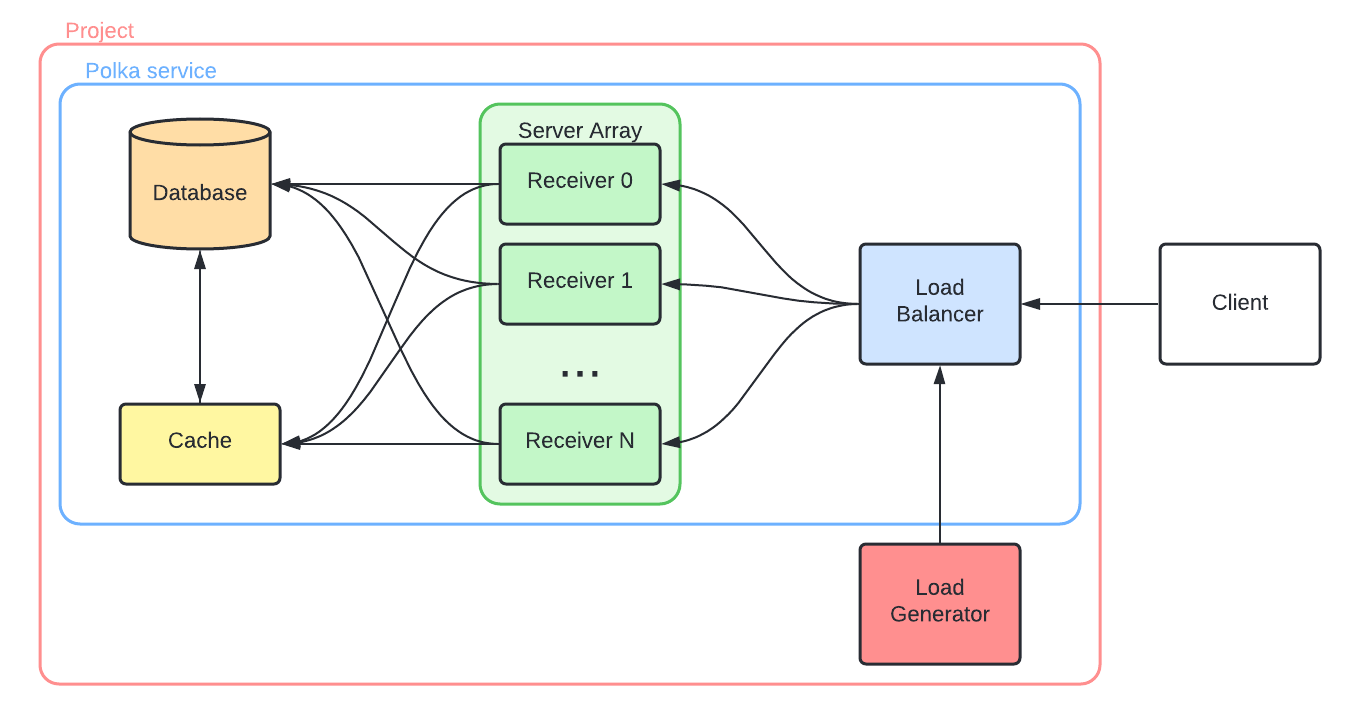 Project
Polka service
Server Array
Database
Receiver 0
Receiver 1
...
Receiver N
Cache
Load
Balancer
Client
Load
Generator